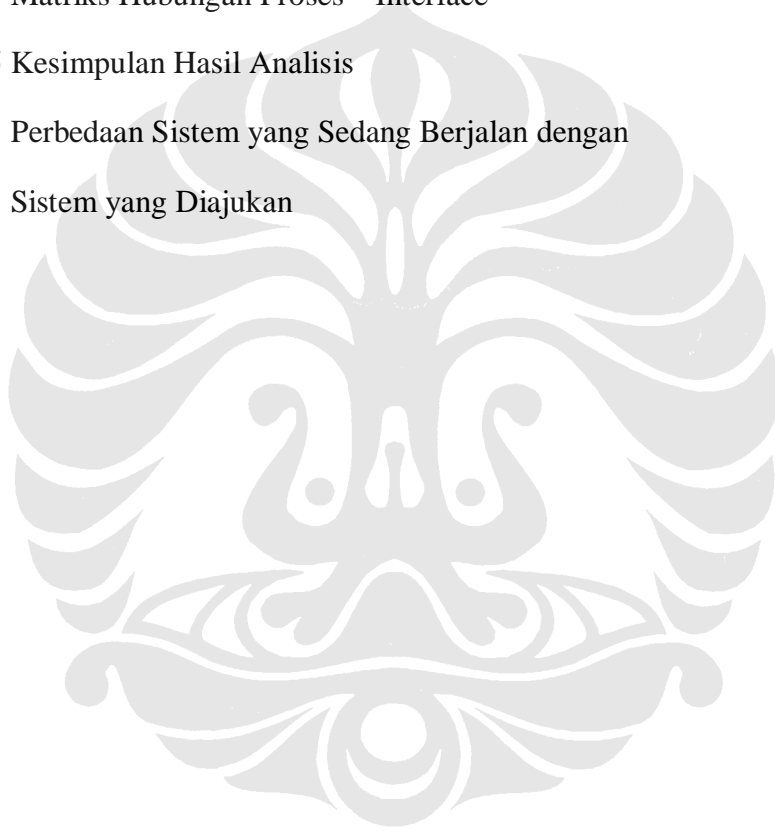 Matriks Hubungan Proses – Interface
Kesimpulan Hasil Analisis
Perbedaan Sistem yang Sedang Berjalan dengan
Sistem yang Diajukan